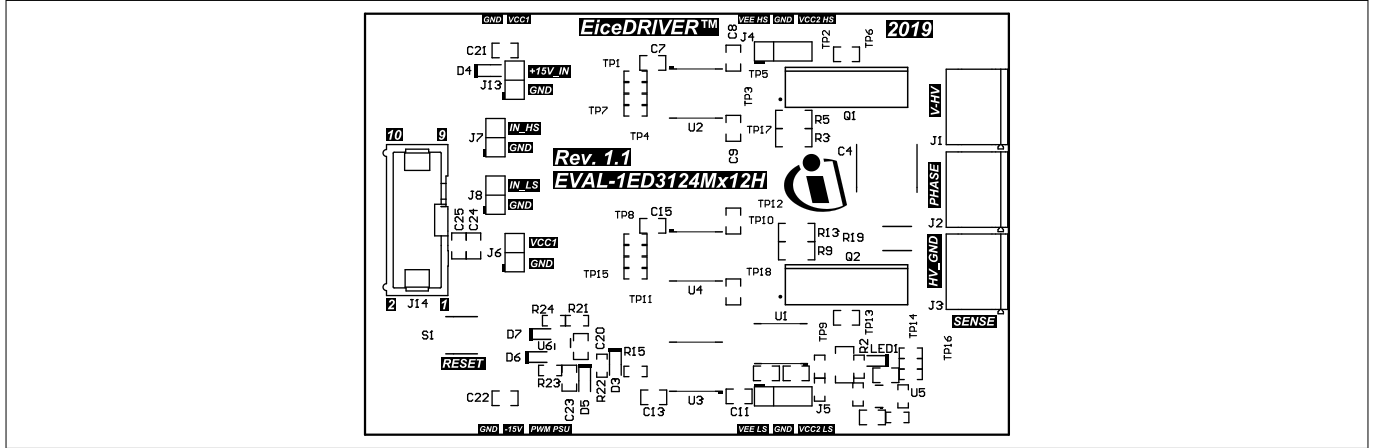 GND VCC1
EiceDRIVER™
VEE HS GND VCC2 HS
2019
C21
C8
J4
TP2
TP6
D4
J13
+15V_IN
GND
TP1
C7
TP5
TP3
V-HV
TP7
TP4
U2
C9
TP17
R5
R3
Q1
J1
10 9
J7
IN_HS
GND
Rev. 1.1
EVAL-1ED3124Mx12H
C4
PHASE
J8
IN_LS
GND
C25
C24
TP8
C15
TP12
TP10
R13
R19
R9
J2
J6
VCC1
GND
TP15
TP11
U4
TP18
Q2
HV_GND
2 1
J14
J3
SENSE
S1
RESET
R24
R21
D7
U6
D6
C20
R15
R23
C23
D5
R22
D3
U1
TP9
TP13
R2
LED1
TP14
TP16
U5
C22
C13
U3
C11
J5
GND -15V PWM PSU
VEE LS GND VCC2 LS